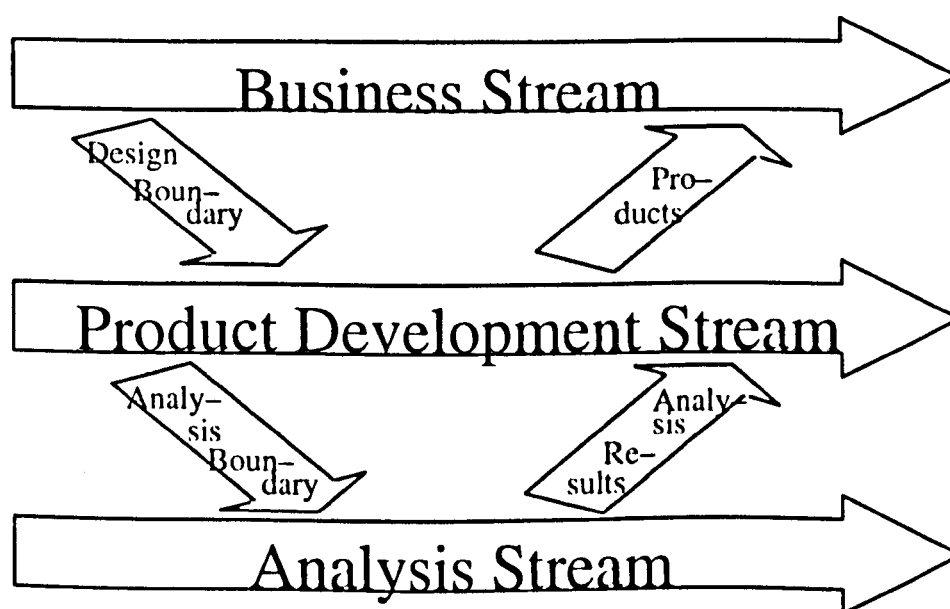 Business Stream
Design
Boun-
dary
Pro-
ducts
Product Development Stream
Analy-
sis
Boun-
dary
Analy-
sis
Re-
sults
Analysis Stream